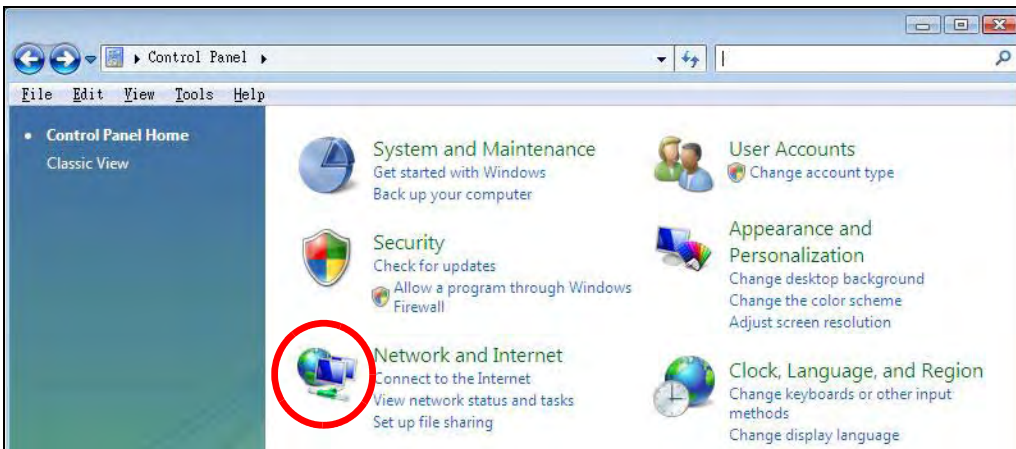 Control Panel
File Edit View Tools Help
Control Panel Home
Classic View
System and Maintenance
Get started with Windows
Back up your computer
Security
Check for updates
Allow a program through Windows
Firewall
Network and Internet
Connect to the Internet
View network status and tasks
Set up file sharing
User Accounts
Change account type
Appearance and
Personalization
Change desktop background
Change the color scheme
Adjust screen resolution
Clock, Language, and Region
Change keyboards or other input
methods
Change display language